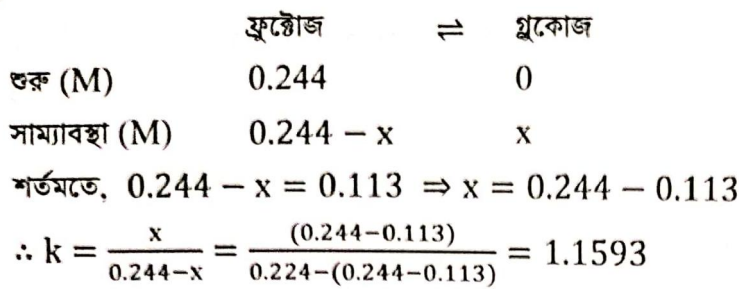 ফ্রুক্টোজ ⇌ গ্লুকোজ
শুরু (M) 0.244 0
সাম্যাবস্থা (M) 0.244 − x x
শর্তমতে, 0.244 − x = 0.113 ⇒ x = 0.244 − 0.113
∴ k = x/(0.244−x) = (0.244−0.113)/(0.224−(0.244−0.113)) = 1.1593